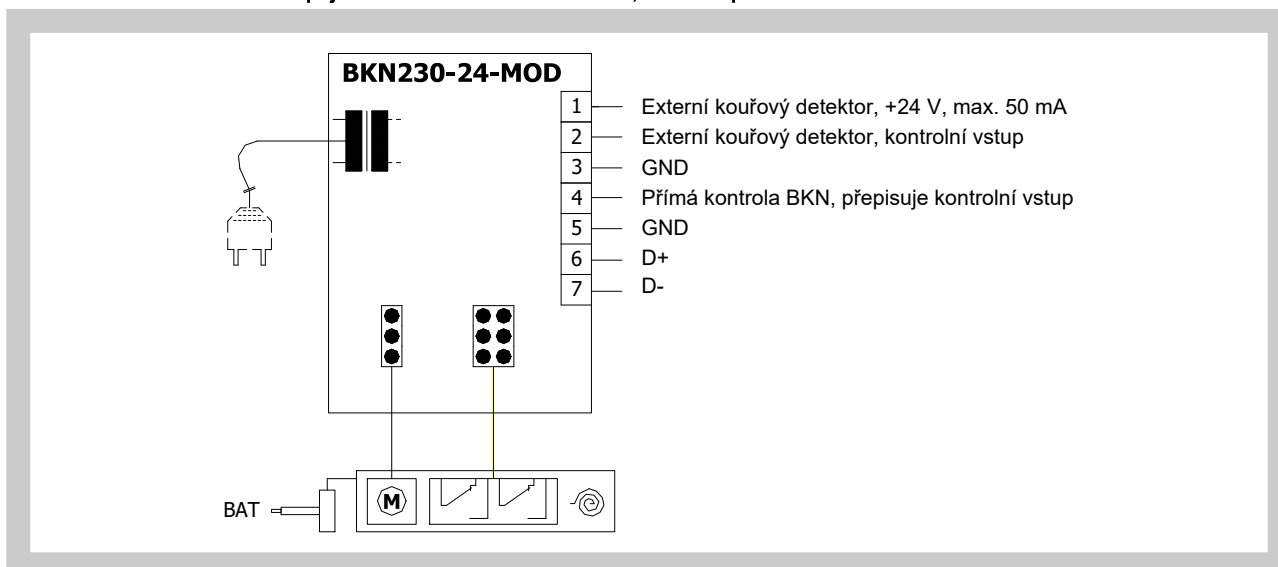 BKN230-24-MOD
1 Externí kouřový detektor, +24 V, max. 50 mA
2 Externí kouřový detektor, kontrolní vstup
3 GND
4 Přímá kontrola BKN, přepisuje kontrolní vstup
5 GND
6 D+
7 D-
M
BAT